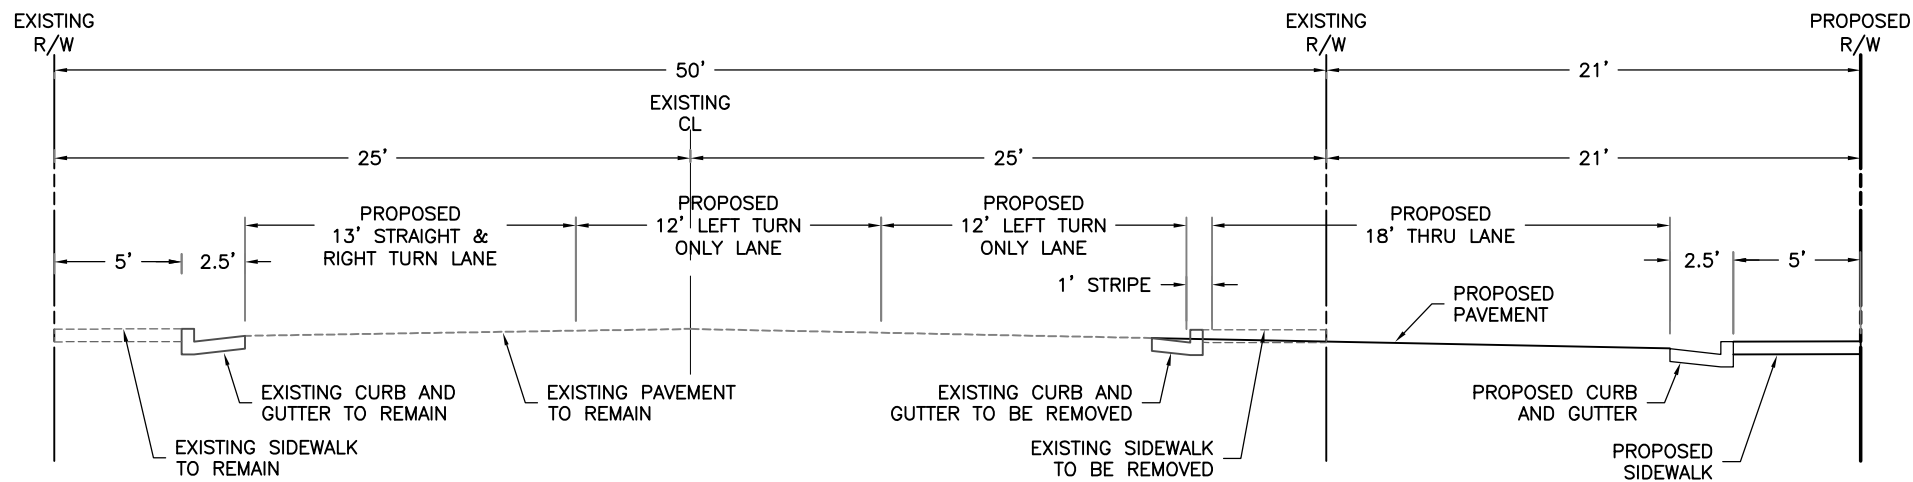 EXISTING
R/W
EXISTING
R/W
PROPOSED
R/W
50'
21'
EXISTING
CL
25'
25'
21'
PROPOSED
13' STRAIGHT &
RIGHT TURN LANE
PROPOSED
12' LEFT TURN
ONLY LANE
PROPOSED
12' LEFT TURN
ONLY LANE
PROPOSED
18' THRU LANE
5'
2.5'
2.5'
5'
1' STRIPE
PROPOSED
PAVEMENT
EXISTING CURB AND
GUTTER TO REMAIN
EXISTING PAVEMENT
TO REMAIN
EXISTING CURB AND
GUTTER TO BE REMOVED
PROPOSED CURB
AND GUTTER
EXISTING SIDEWALK
TO REMAIN
EXISTING SIDEWALK
TO BE REMOVED
PROPOSED
SIDEWALK